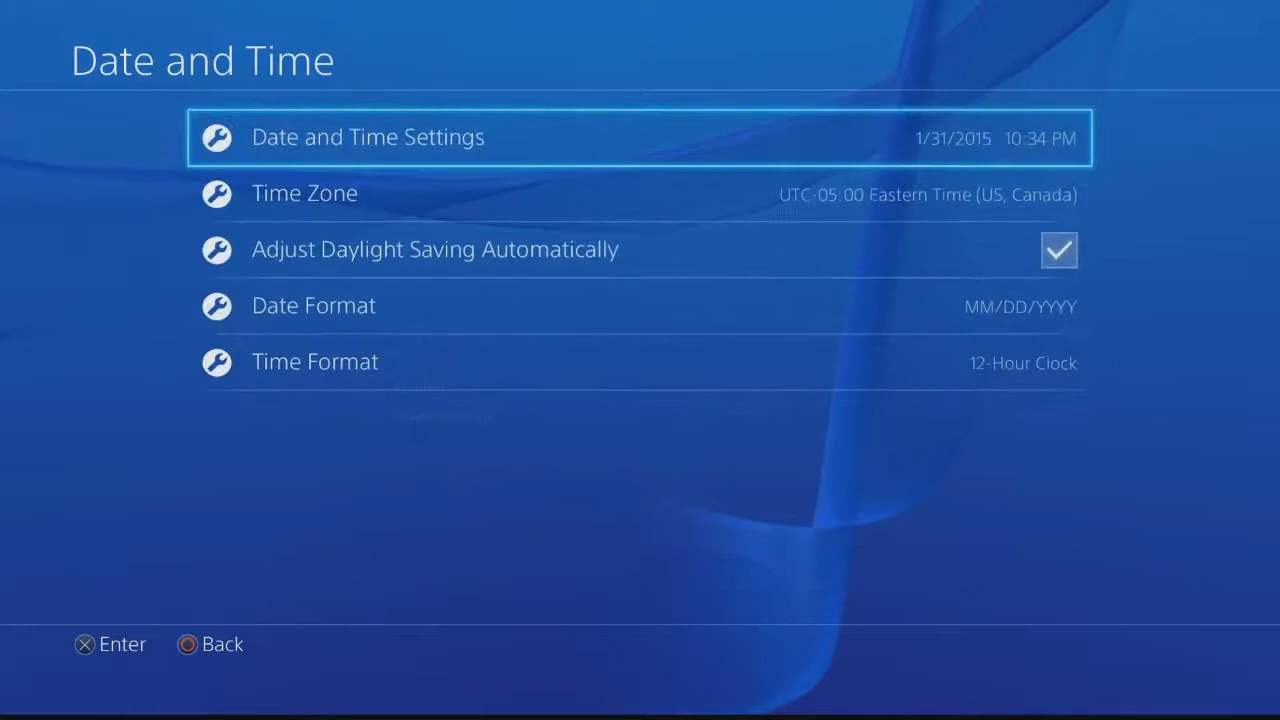 Date and Time
Date and Time Settings 1/31/2015 10:34 PM
Time Zone UTC-05:00 Eastern Time (US, Canada)
Adjust Daylight Saving Automatically
Date Format MM/DD/YYYY
Time Format 12-Hour Clock
Enter Back